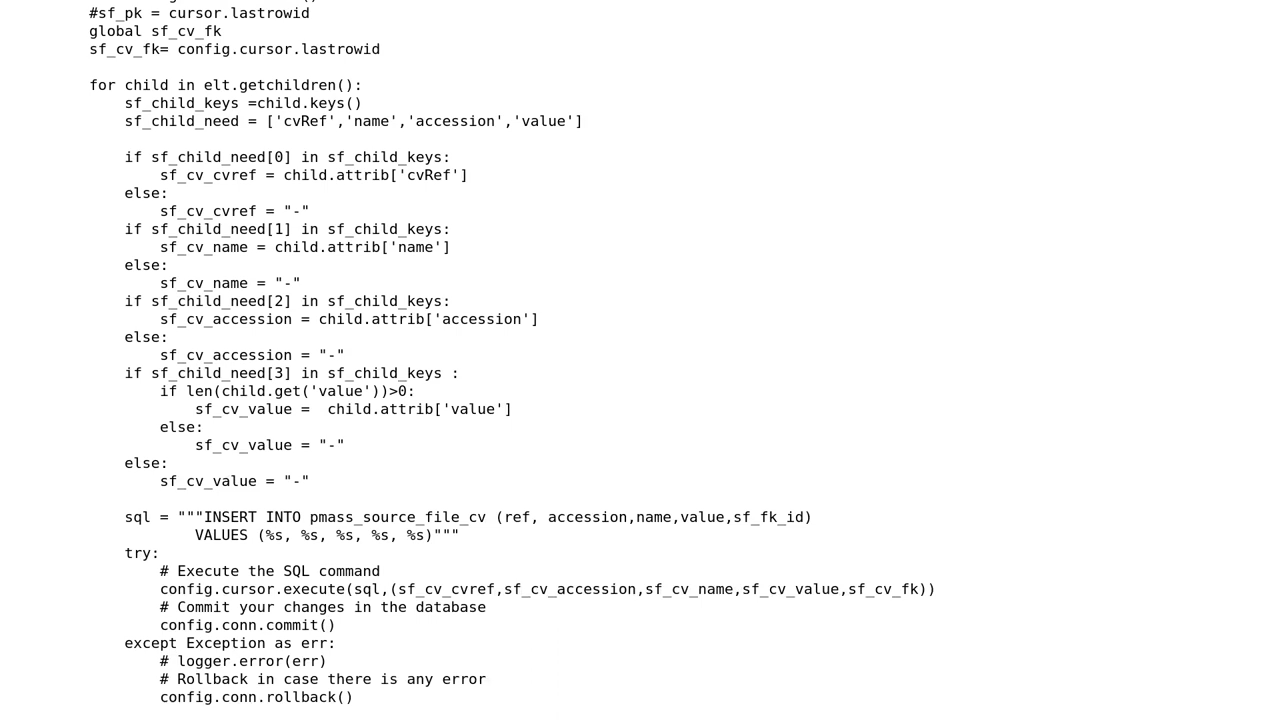 #sf_pk = cursor.lastrowid
global sf_cv_fk
sf_cv_fk= config.cursor.lastrowid

for child in elt.getchildren():
    sf_child_keys =child.keys()
    sf_child_need = ['cvRef','name','accession','value']

    if sf_child_need[0] in sf_child_keys:
        sf_cv_cvref = child.attrib['cvRef']
    else:
        sf_cv_cvref = "-"
    if sf_child_need[1] in sf_child_keys:
        sf_cv_name = child.attrib['name']
    else:
        sf_cv_name = "-"
    if sf_child_need[2] in sf_child_keys:
        sf_cv_accession = child.attrib['accession']
    else:
        sf_cv_accession = "-"
    if sf_child_need[3] in sf_child_keys :
        if len(child.get('value'))>0:
            sf_cv_value =  child.attrib['value']
        else:
            sf_cv_value = "-"
    else:
        sf_cv_value = "-"

    sql = """INSERT INTO pmass_source_file_cv (ref, accession,name,value,sf_fk_id)
            VALUES (%s, %s, %s, %s, %s)"""
    try:
        # Execute the SQL command
        config.cursor.execute(sql,(sf_cv_cvref,sf_cv_accession,sf_cv_name,sf_cv_value,sf_cv_fk))
        # Commit your changes in the database
        config.conn.commit()
    except Exception as err:
        # logger.error(err)
        # Rollback in case there is any error
        config.conn.rollback()